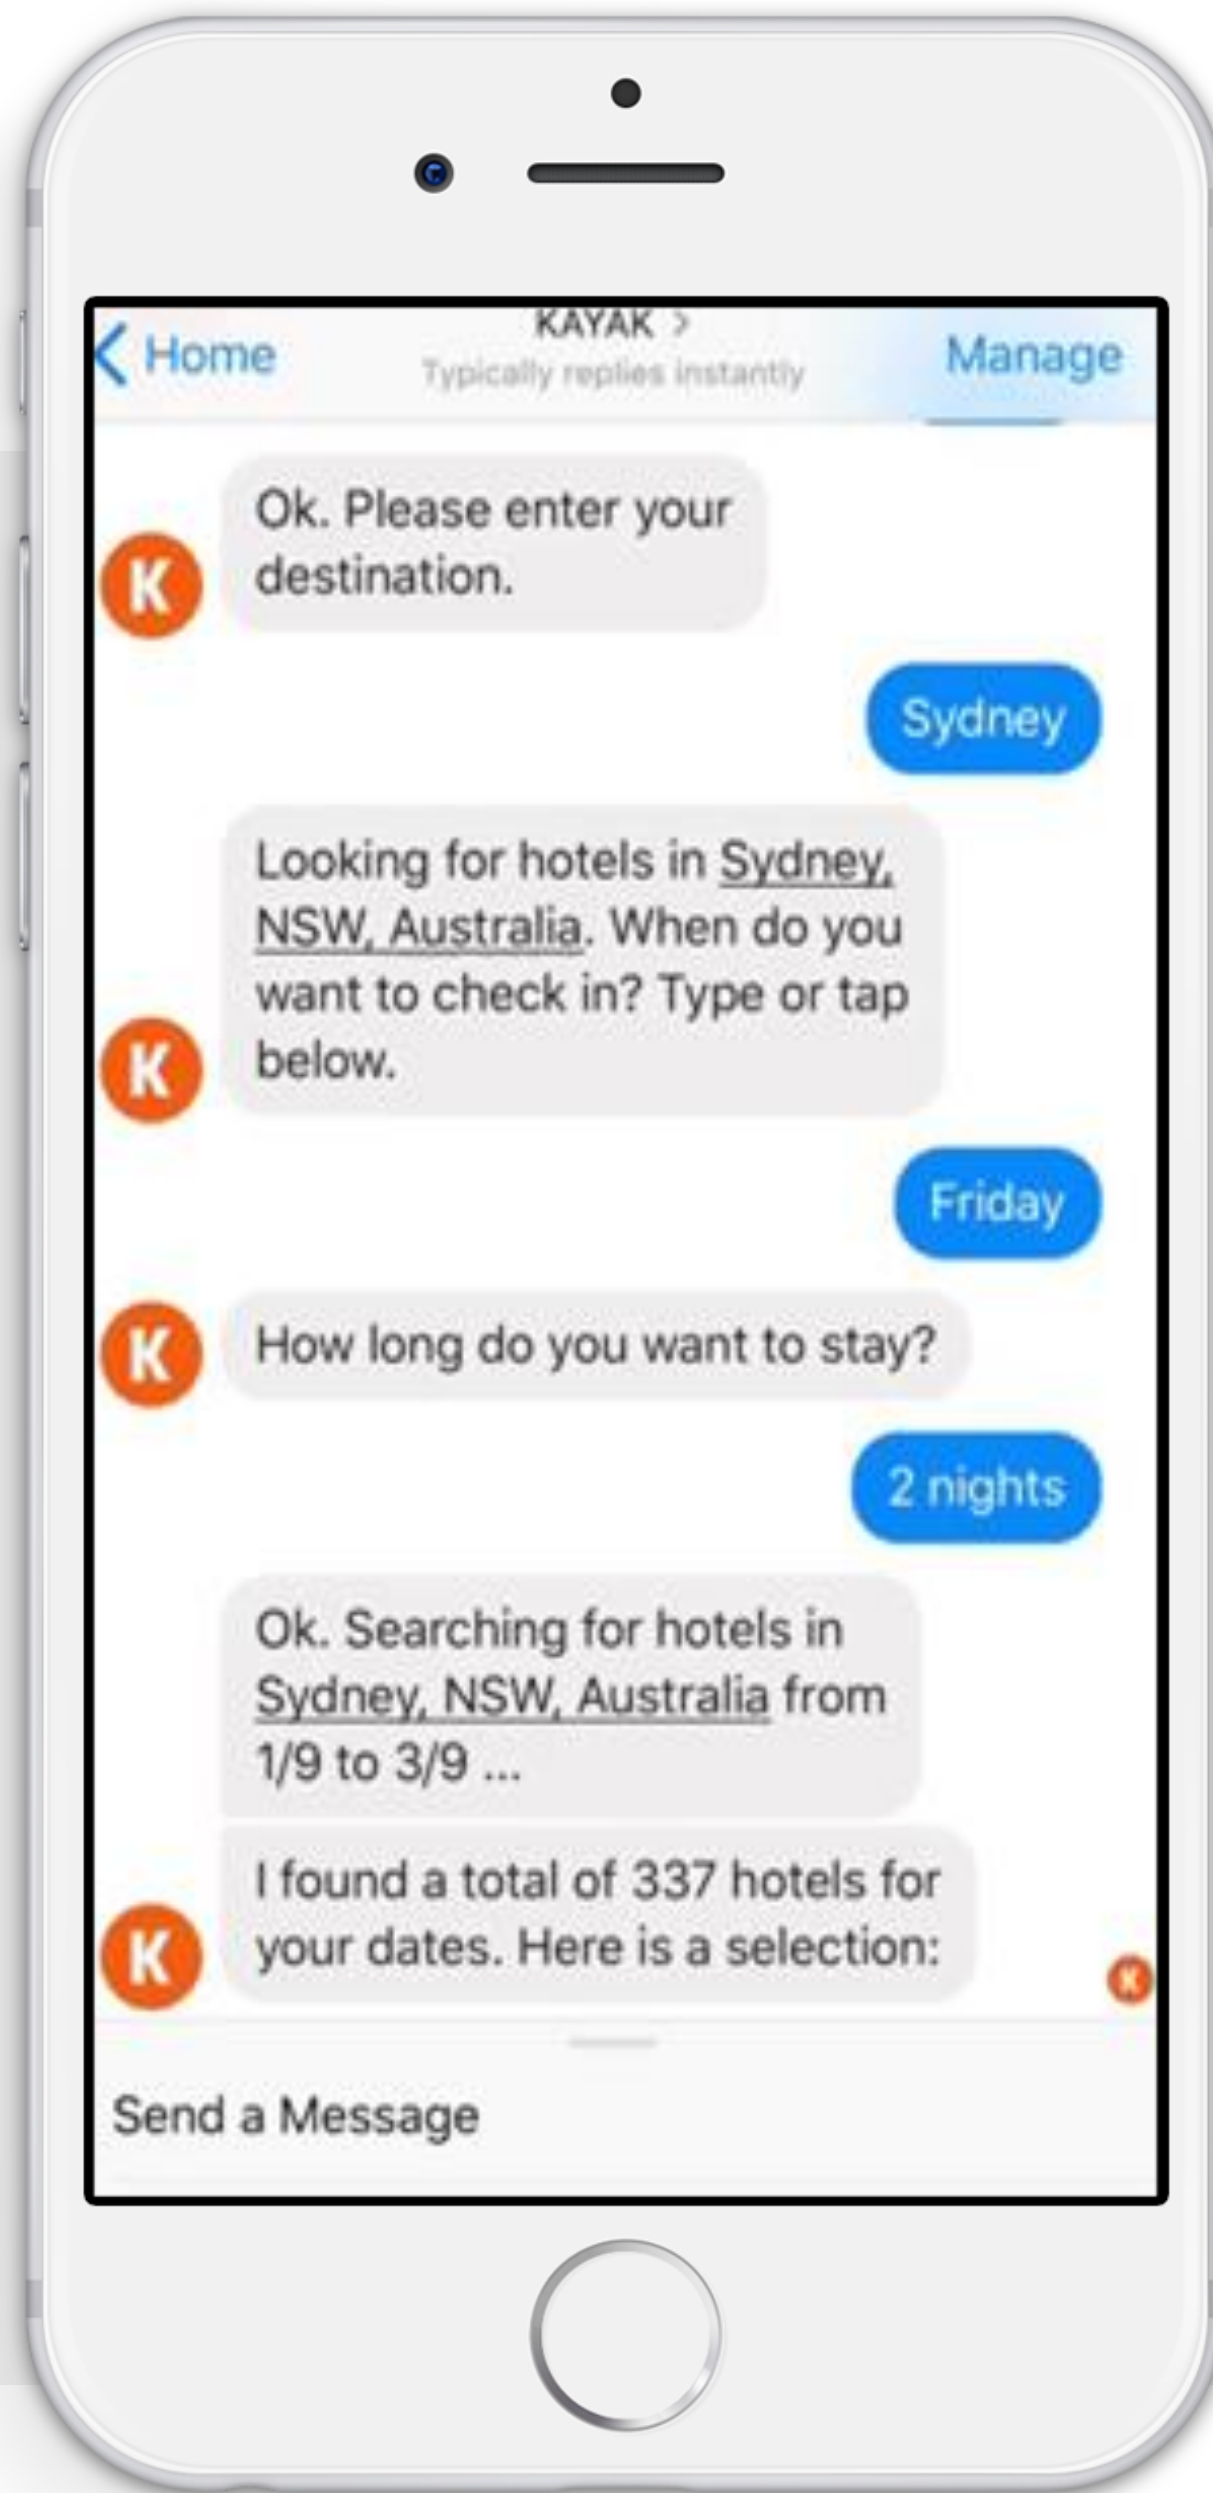 KAYAK >
< Home
Typically replies instantly
Manage
Ok. Please enter your
destination.
K
Sydney
Looking for hotels in Sydney,
NSW, Australia. When do you
want to check in? Type or tap
below.
K
Friday
K
How long do you want to stay?
2 nights
Ok. Searching for hotels in
Sydney, NSW, Australia from
1/9 to 3/9 ...
I found a total of 337 hotels for
your dates. Here is a selection:
K
K
Send a Message